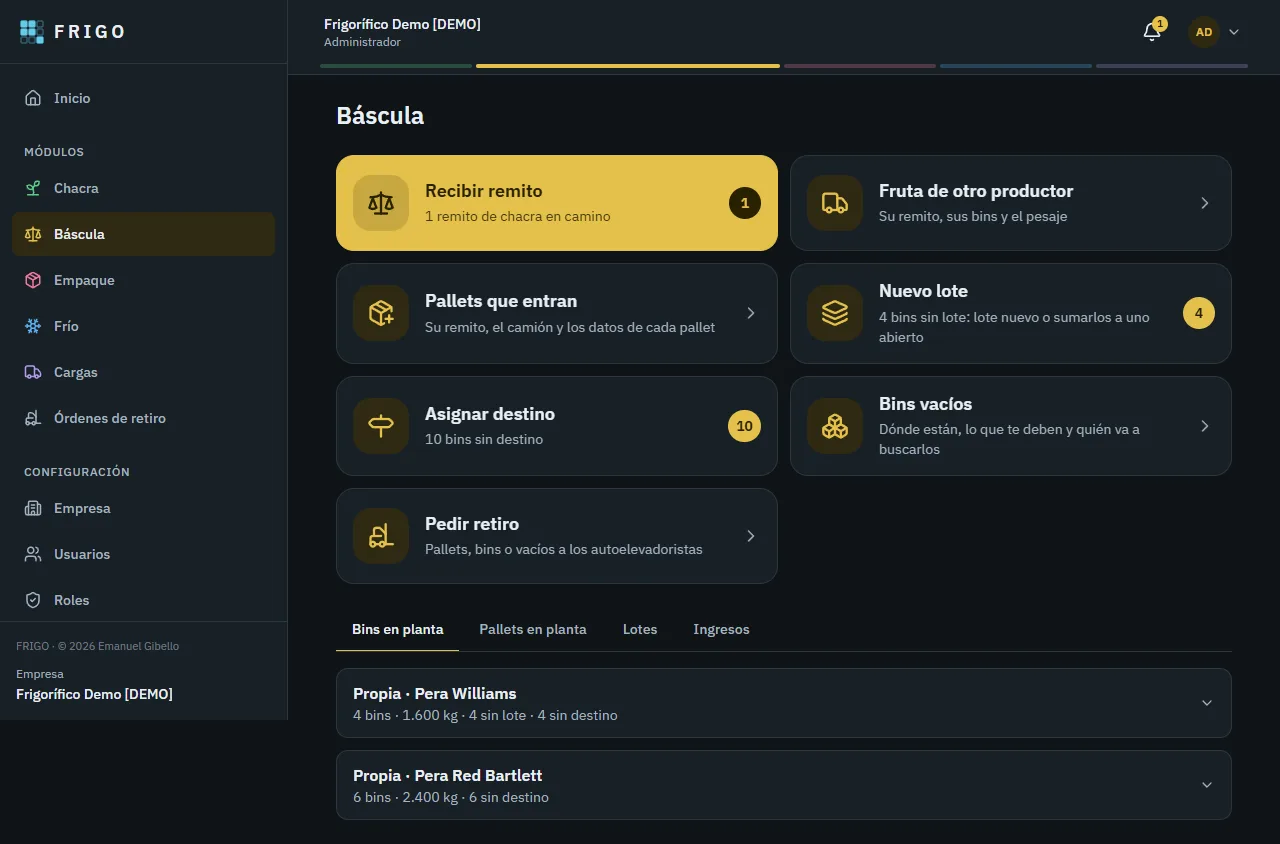 FRIGO
Frigorífico Demo [DEMO]
Administrador
1
AD
Inicio
MÓDULOS
Chacra
Báscula
Empaque
Frío
Cargas
Órdenes de retiro
CONFIGURACIÓN
Empresa
Usuarios
Roles
FRIGO · © 2026 Emanuel Gibello
Empresa
Frigorífico Demo [DEMO]
Báscula
Recibir remito
1 remito de chacra en camino
1
Fruta de otro productor
Su remito, sus bins y el pesaje
Pallets que entran
Su remito, el camión y los datos de cada pallet
Nuevo lote
4 bins sin lote: lote nuevo o sumarlos a uno
abierto
4
Asignar destino
10 bins sin destino
10
Bins vacíos
Dónde están, lo que te deben y quién va a
buscarlos
Pedir retiro
Pallets, bins o vacíos a los autoelevadoristas
Bins en planta
Pallets en planta
Lotes
Ingresos
Propia · Pera Williams
4 bins · 1.600 kg · 4 sin lote · 4 sin destino
Propia · Pera Red Bartlett
6 bins · 2.400 kg · 6 sin destino